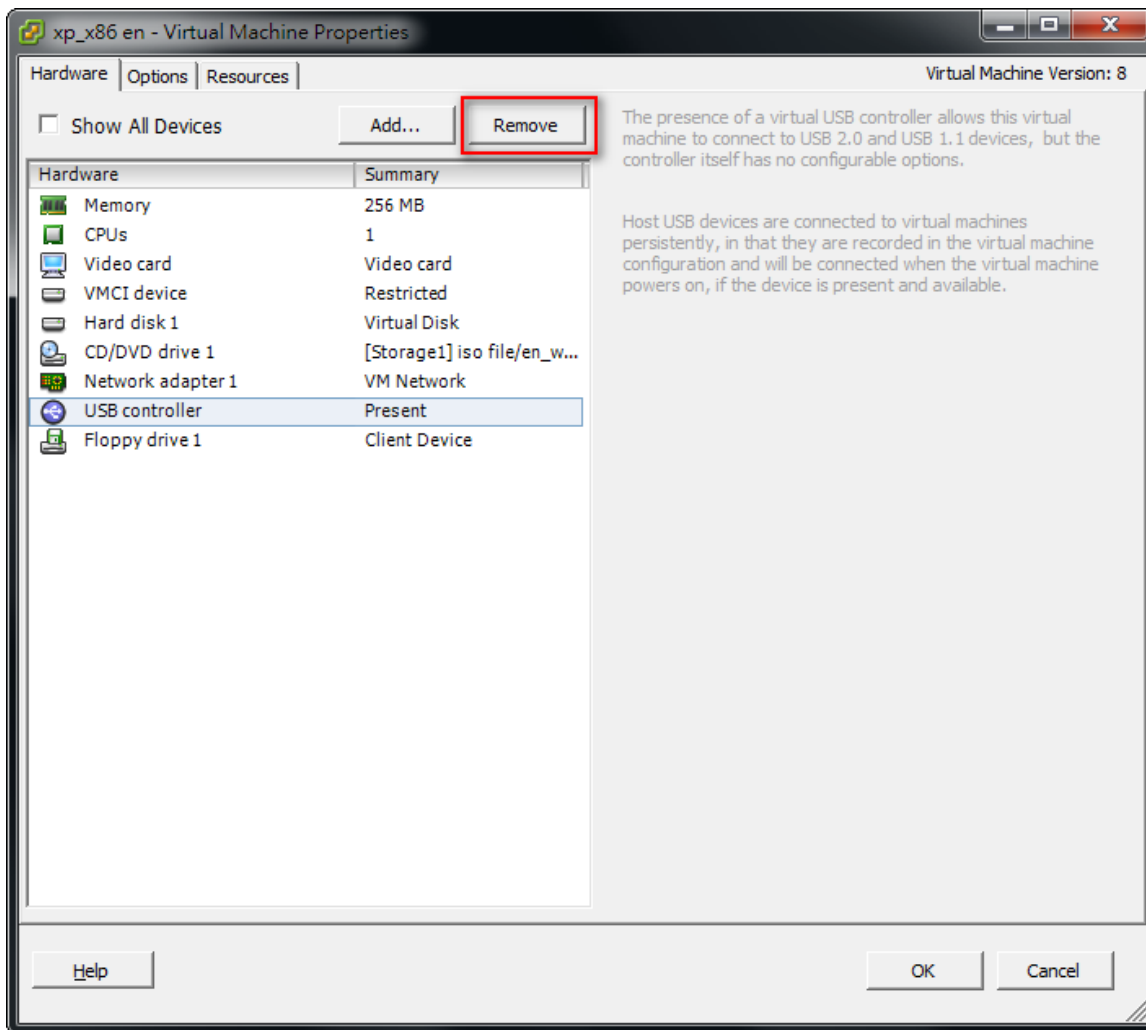 xp_x86 en - Virtual Machine Properties
Hardware Options Resources Virtual Machine Version: 8
Show All Devices Add... Remove
Hardware Summary
Memory 256 MB
CPUs 1
Video card Video card
VMCI device Restricted
Hard disk 1 Virtual Disk
CD/DVD drive 1 [Storage1] iso file/en_w...
Network adapter 1 VM Network
USB controller Present
Floppy drive 1 Client Device
The presence of a virtual USB controller allows this virtual
machine to connect to USB 2.0 and USB 1.1 devices, but the
controller itself has no configurable options.
Host USB devices are connected to virtual machines
persistently, in that they are recorded in the virtual machine
configuration and will be connected when the virtual machine
powers on, if the device is present and available.
Help OK Cancel